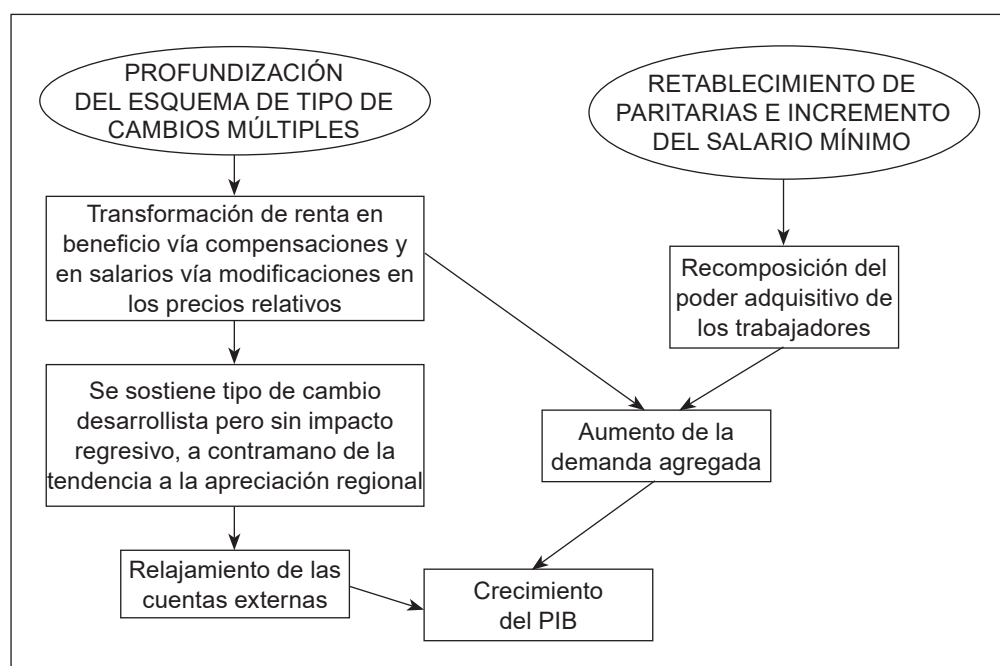 PROFUNDIZACIÓN
DEL ESQUEMA DE TIPO DE
CAMBIOS MÚLTIPLES
RETABLECIMIENTO DE
PARITARIAS E INCREMENTO
DEL SALARIO MÍNIMO
Transformación de renta en
beneficio vía compensaciones y
en salarios vía modificaciones en
los precios relativos
Recomposición del
poder adquisitivo de
los trabajadores
Se sostiene tipo de cambio
desarrollista pero sin impacto
regresivo, a contramano de la
tendencia a la apreciación regional
Aumento de la
demanda agregada
Relajamiento de las
cuentas externas
Crecimiento
del PIB